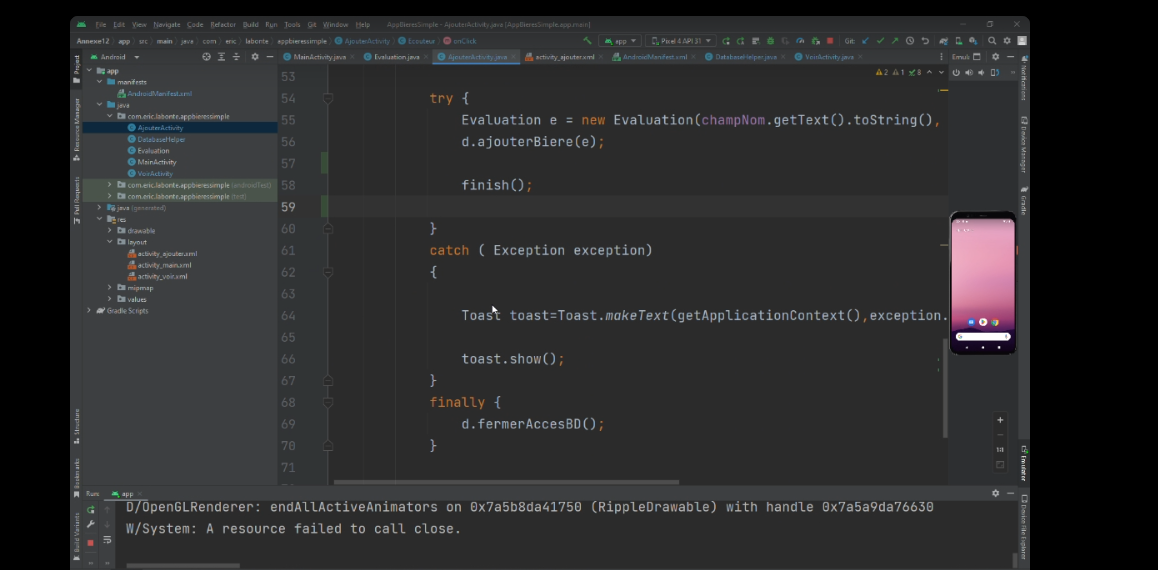 File Edit View Navigate Code Refactor Build Run Tools Git Window Help AppBieresSimple - AjouterActivity.java [AppBieresSimple.app.main]
Annexe12 app src main java com eric labonte appbieressimple AjouterActivity Ecouteur onClick app Pixel 4 API 31 Git:
Android MainActivity.java Evaluation.java AjouterActivity.java activity_ajouter.xml AndroidManifest.xml DatabaseHelper.java VoirActivity.java Emul
Project
Resource Manager
Pull Requests
Structure
Bookmarks
Build Variants
app
manifests
AndroidManifest.xml
java
com.eric.labonte.appbieressimple
AjouterActivity
DatabaseHelper
Evaluation
MainActivity
VoirActivity
com.eric.labonte.appbieressimple (androidTest)
com.eric.labonte.appbieressimple (test)
java (generated)
res
drawable
layout
activity_ajouter.xml
activity_main.xml
activity_voir.xml
mipmap
values
Gradle Scripts
2 1 8
53
54 try {
55 Evaluation e = new Evaluation(champNom.getText().toString(),
56 d.ajouterBiere(e);
57
58 finish();
59
60 }
61 catch ( Exception exception)
62 {
63
64 Toast toast=Toast.makeText(getApplicationContext(),exception.
65
66 toast.show();
67 }
68 finally {
69 d.fermerAccesBD();
70 }
71
Notifications
Device Manager
Gradle
Emulator
Device File Explorer
1:1
Run: app
D/OpenGLRenderer: endAllActiveAnimators on 0x7a5b8da41750 (RippleDrawable) with handle 0x7a5a9da76630
W/System: A resource failed to call close.